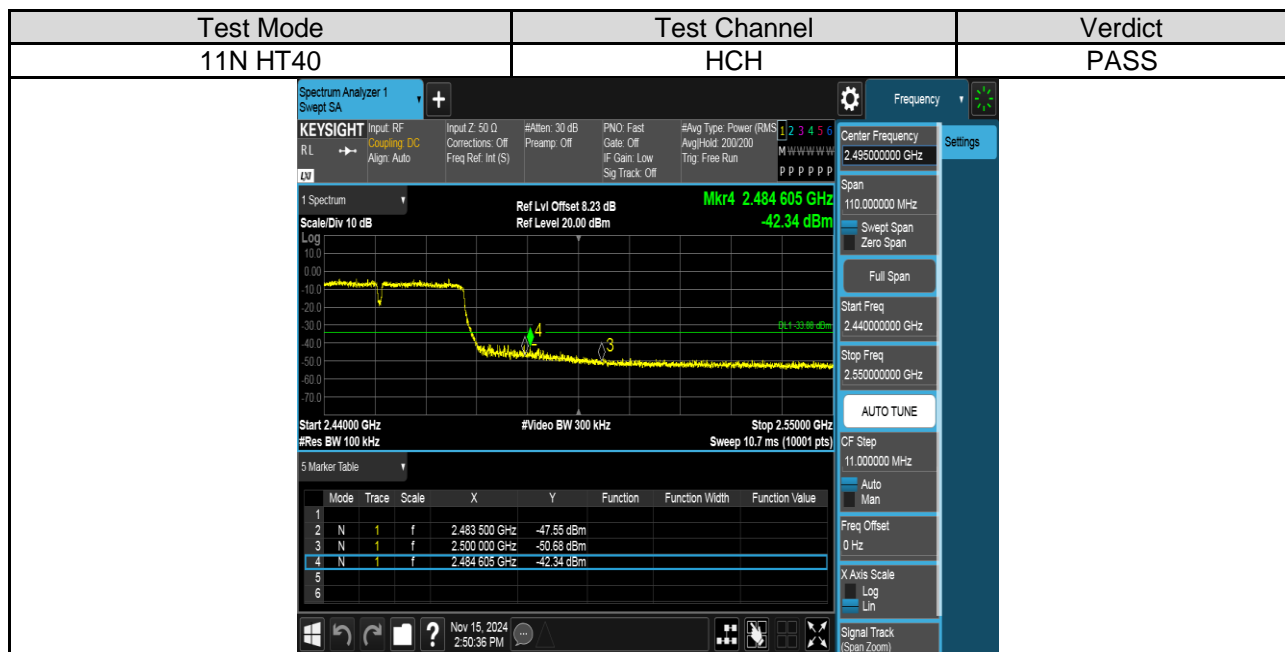 Test Mode Test Channel Verdict
11N HT40 HCH PASS
Spectrum Analyzer 1
Swept SA
+
Frequency
KEYSIGHT Input: RF Input Z: 50 Ω #Atten: 30 dB PNO: Fast #Avg Type: Power (RMS 1 2 3 4 5 6
RL Coupling: DC Corrections: Off Preamp: Off Gate: Off Avg|Hold: 200/200 M W W W W W
Align: Auto Freq Ref: Int (S) IF Gain: Low Trig: Free Run
LXI Sig Track: Off P P P P P P
Center Frequency
2.495000000 GHz
Settings
1 Spectrum
Ref Lvl Offset 8.23 dB
Mkr4 2.484 605 GHz
Scale/Div 10 dB
Ref Level 20.00 dBm
-42.34 dBm
Log
10.0
0.00
-10.0
-20.0
-30.0
-40.0
-50.0
-60.0
-70.0
DL1 -33.88 dBm
4
3
Start 2.44000 GHz #Video BW 300 kHz Stop 2.55000 GHz
#Res BW 100 kHz Sweep 10.7 ms (10001 pts)
Span
110.000000 MHz
Swept Span
Zero Span
Full Span
Start Freq
2.440000000 GHz
Stop Freq
2.550000000 GHz
AUTO TUNE
CF Step
11.000000 MHz
Auto
Man
Freq Offset
0 Hz
X Axis Scale
Log
Lin
Signal Track
(Span Zoom)
5 Marker Table
Mode Trace Scale X Y Function Function Width Function Value
1
2 N 1 f 2.483 500 GHz -47.55 dBm
3 N 1 f 2.500 000 GHz -50.68 dBm
4 N 1 f 2.484 605 GHz -42.34 dBm
5
6
?
Nov 15, 2024
2:50:36 PM